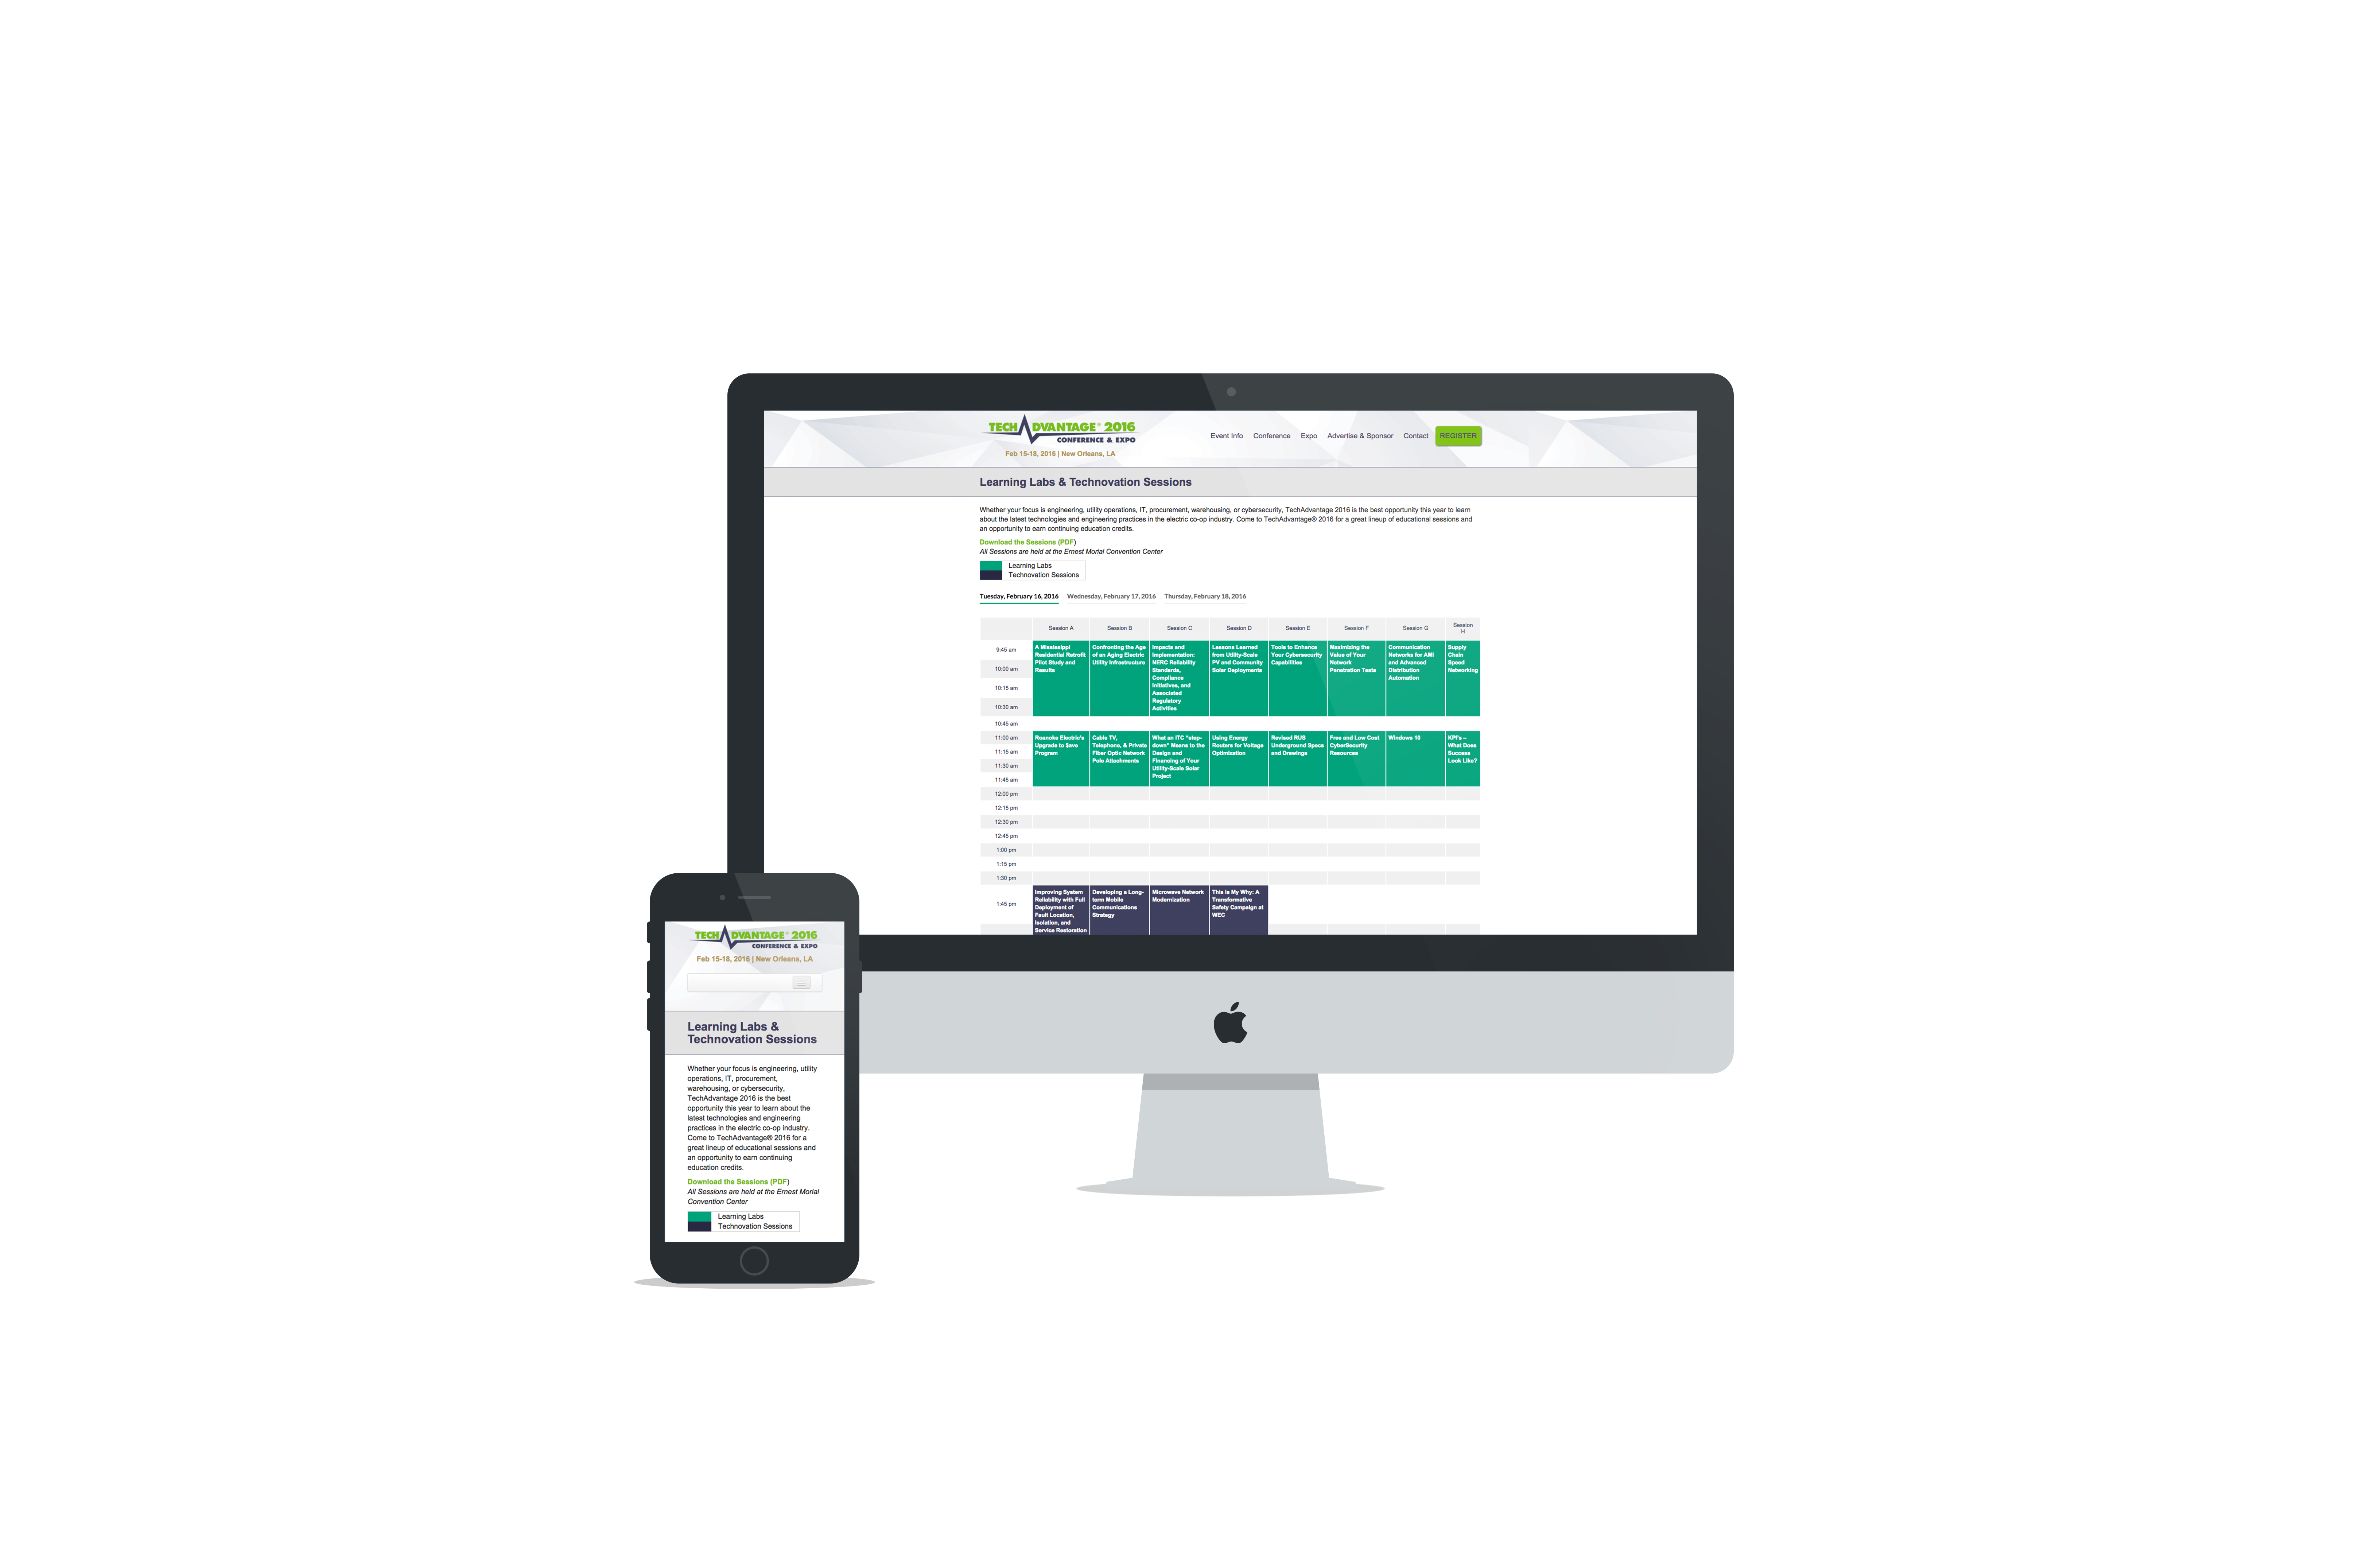 TECH ADVANTAGE® 2016
CONFERENCE & EXPO
Feb 15-18, 2016 | New Orleans, LA
Event Info Conference Expo Advertise & Sponsor Contact REGISTER
Learning Labs & Technovation Sessions
Whether your focus is engineering, utility operations, IT, procurement, warehousing, or cybersecurity, TechAdvantage 2016 is the best opportunity this year to learn
about the latest technologies and engineering practices in the electric co-op industry. Come to TechAdvantage® 2016 for a great lineup of educational sessions and
an opportunity to earn continuing education credits.
Download the Sessions (PDF)
All Sessions are held at the Ernest Morial Convention Center
Learning Labs
Technovation Sessions
Tuesday, February 16, 2016 Wednesday, February 17, 2016 Thursday, February 18, 2016
Session A Session B Session C Session D Session E Session F Session G Session
H
9:45 am
10:00 am
10:15 am
10:30 am
A Mississippi
Residential Retrofit
Pilot Study and
Results
Confronting the Age
of an Aging Electric
Utility Infrastructure
Impacts and
Implementation:
NERC Reliability
Standards,
Compliance
Initiatives, and
Associated
Regulatory
Activities
Lessons Learned
from Utility-Scale
PV and Community
Solar Deployments
Tools to Enhance
Your Cybersecurity
Capabilities
Maximizing the
Value of Your
Network
Penetration Tests
Communication
Networks for AMI
and Advanced
Distribution
Automation
Supply
Chain
Speed
Networking
10:45 am
11:00 am
11:15 am
11:30 am
11:45 am
Roanoke Electric's
Upgrade to $ave
Program
Cable TV,
Telephone, & Private
Fiber Optic Network
Pole Attachments
What an ITC "step-
down" Means to the
Design and
Financing of Your
Utility-Scale Solar
Project
Using Energy
Routers for Voltage
Optimization
Revised RUS
Underground Specs
and Drawings
Free and Low Cost
CyberSecurity
Resources
Windows 10
KPI's –
What Does
Success
Look Like?
12:00 pm
12:15 pm
12:30 pm
12:45 pm
1:00 pm
1:15 pm
1:30 pm
1:45 pm
Improving System
Reliability with Full
Deployment of
Fault Location,
Isolation, and
Service Restoration
Developing a Long-
term Mobile
Communications
Strategy
Microwave Network
Modernization
This is My Why: A
Transformative
Safety Campaign at
WEC
TECH ADVANTAGE® 2016
CONFERENCE & EXPO
Feb 15-18, 2016 | New Orleans, LA
Learning Labs &
Technovation Sessions
Whether your focus is engineering, utility
operations, IT, procurement,
warehousing, or cybersecurity,
TechAdvantage 2016 is the best
opportunity this year to learn about the
latest technologies and engineering
practices in the electric co-op industry.
Come to TechAdvantage® 2016 for a
great lineup of educational sessions and
an opportunity to earn continuing
education credits.
Download the Sessions (PDF)
All Sessions are held at the Ernest Morial
Convention Center
Learning Labs
Technovation Sessions